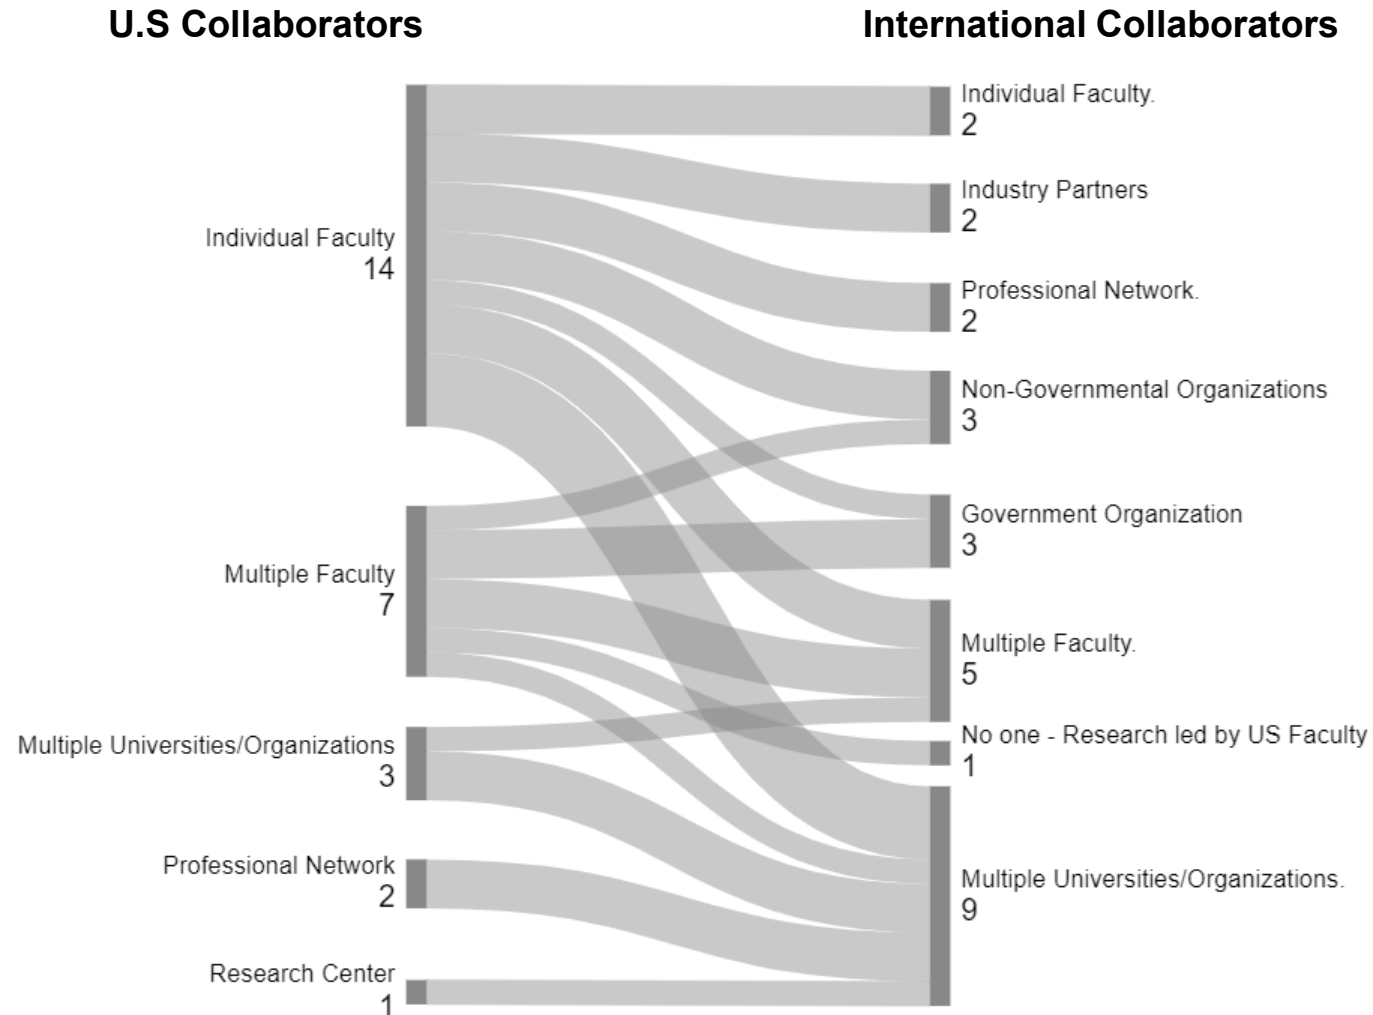 U.S Collaborators
International Collaborators
Individual Faculty
14
Multiple Faculty
7
Multiple Universities/Organizations
3
Professional Network
2
Research Center
1
Individual Faculty.
2
Industry Partners
2
Professional Network.
2
Non-Governmental Organizations
3
Government Organization
3
Multiple Faculty.
5
No one - Research led by US Faculty
1
Multiple Universities/Organizations.
9